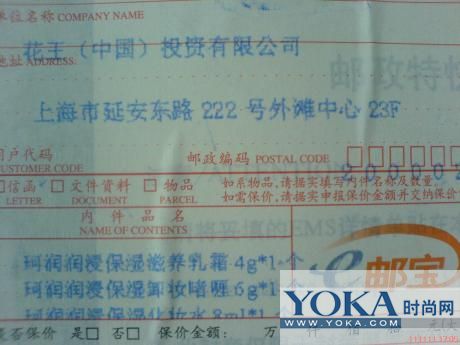 单位名称 COMPANY NAME
花王（中国）投资有限公司
地址 ADDRESS:
上海市延安东路 222 号外滩中心 23F
用户代码 邮政编码 POSTAL CODE:
CUSTOMER CODE
信函 □ 文件资料 □ 物品 如系物品,请据实填写内件名称及数量。
LETTER DOCUMENT PARCEL 如需保价,请据实申报保价金额并交纳保价
内 件 品 名
NAME OF CONTENTS
珂润润浸保湿滋养乳霜 4g*1 个
珂润润浸保湿卸妆啫喱 6g*1 个
珂润润浸保湿化妆水 8ml*1 个
e邮宝
是否保价 是□ 否□ 保价金额: 万
YOKA 时尚网
WWW.YOKA.COM